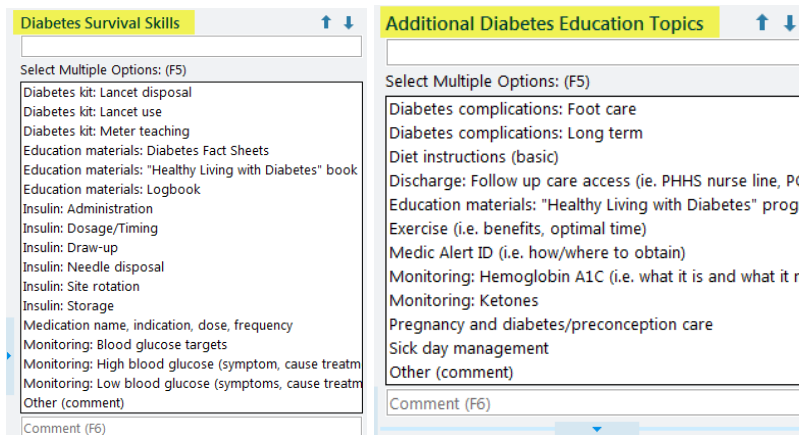 Diabetes Survival Skills
Select Multiple Options: (F5)
Diabetes kit: Lancet disposal
Diabetes kit: Lancet use
Diabetes kit: Meter teaching
Education materials: Diabetes Fact Sheets
Education materials: "Healthy Living with Diabetes" book
Education materials: Logbook
Insulin: Administration
Insulin: Dosage/Timing
Insulin: Draw-up
Insulin: Needle disposal
Insulin: Site rotation
Insulin: Storage
Medication name, indication, dose, frequency
Monitoring: Blood glucose targets
Monitoring: High blood glucose (symptom, cause treatm
Monitoring: Low blood glucose (symptoms, cause treatm
Other (comment)
Comment (F6)
Additional Diabetes Education Topics
Select Multiple Options: (F5)
Diabetes complications: Foot care
Diabetes complications: Long term
Diet instructions (basic)
Discharge: Follow up care access (ie. PHHS nurse line, PC
Education materials: "Healthy Living with Diabetes" prog
Exercise (i.e. benefits, optimal time)
Medic Alert ID (i.e. how/where to obtain)
Monitoring: Hemoglobin A1C (i.e. what it is and what it
Monitoring: Ketones
Pregnancy and diabetes/preconception care
Sick day management
Other (comment)
Comment (F6)